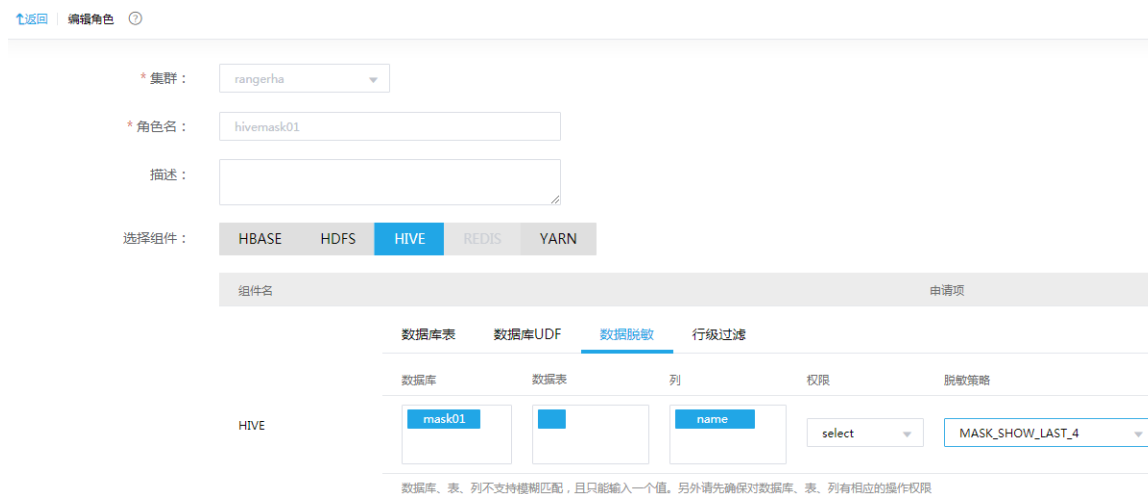 返回 编辑角色 ?
* 集群： rangerha
* 角色名： hivemask01
描述：
选择组件： HBASE HDFS HIVE REDIS YARN
组件名 申请项
数据库表 数据库UDF 数据脱敏 行级过滤
数据库 数据表 列 权限 脱敏策略
HIVE mask01 name select MASK_SHOW_LAST_4
数据库、表、列不支持模糊匹配，且只能输入一个值。另外请先确保对数据库、表、列有相应的操作权限